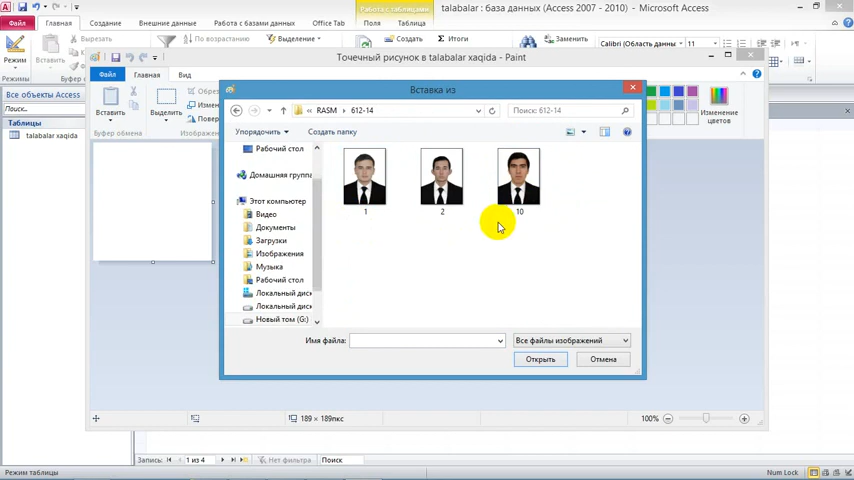 Работа с таблицами
talabalar : база данных (Access 2007 - 2010) - Microsoft Access
Файл
Главная
Создание
Внешние данные
Работа с базами данных
Office Tab
Поля
Таблица
Режим
Режимы
Вставить
Вырезать
По возрастанию
Выделение
Создать
Итоги
Заменить
Calibri (Область данных)
11
Точечный рисунок в talabalar xaqida - Paint
Файл
Главная
Вид
Вставить
Буфер обмена
Выделить
Изменение цветов
Все объекты Access
Поиск...
Таблицы
talabalar xaqida
Вставка из
RASM
612-14
Поиск: 612-14
Упорядочить
Создать папку
Рабочий стол
Домашняя группа
Этот компьютер
Видео
Документы
Загрузки
Изображения
Музыка
Рабочий стол
Локальный диск
Локальный диск
Новый том (G:)
1
2
10
Имя файла:
Все файлы изображений
Открыть
Отмена
189 × 189пкс
100%
Запись:
1 из 4
Нет фильтра
Поиск
Режим таблицы
Num Lock